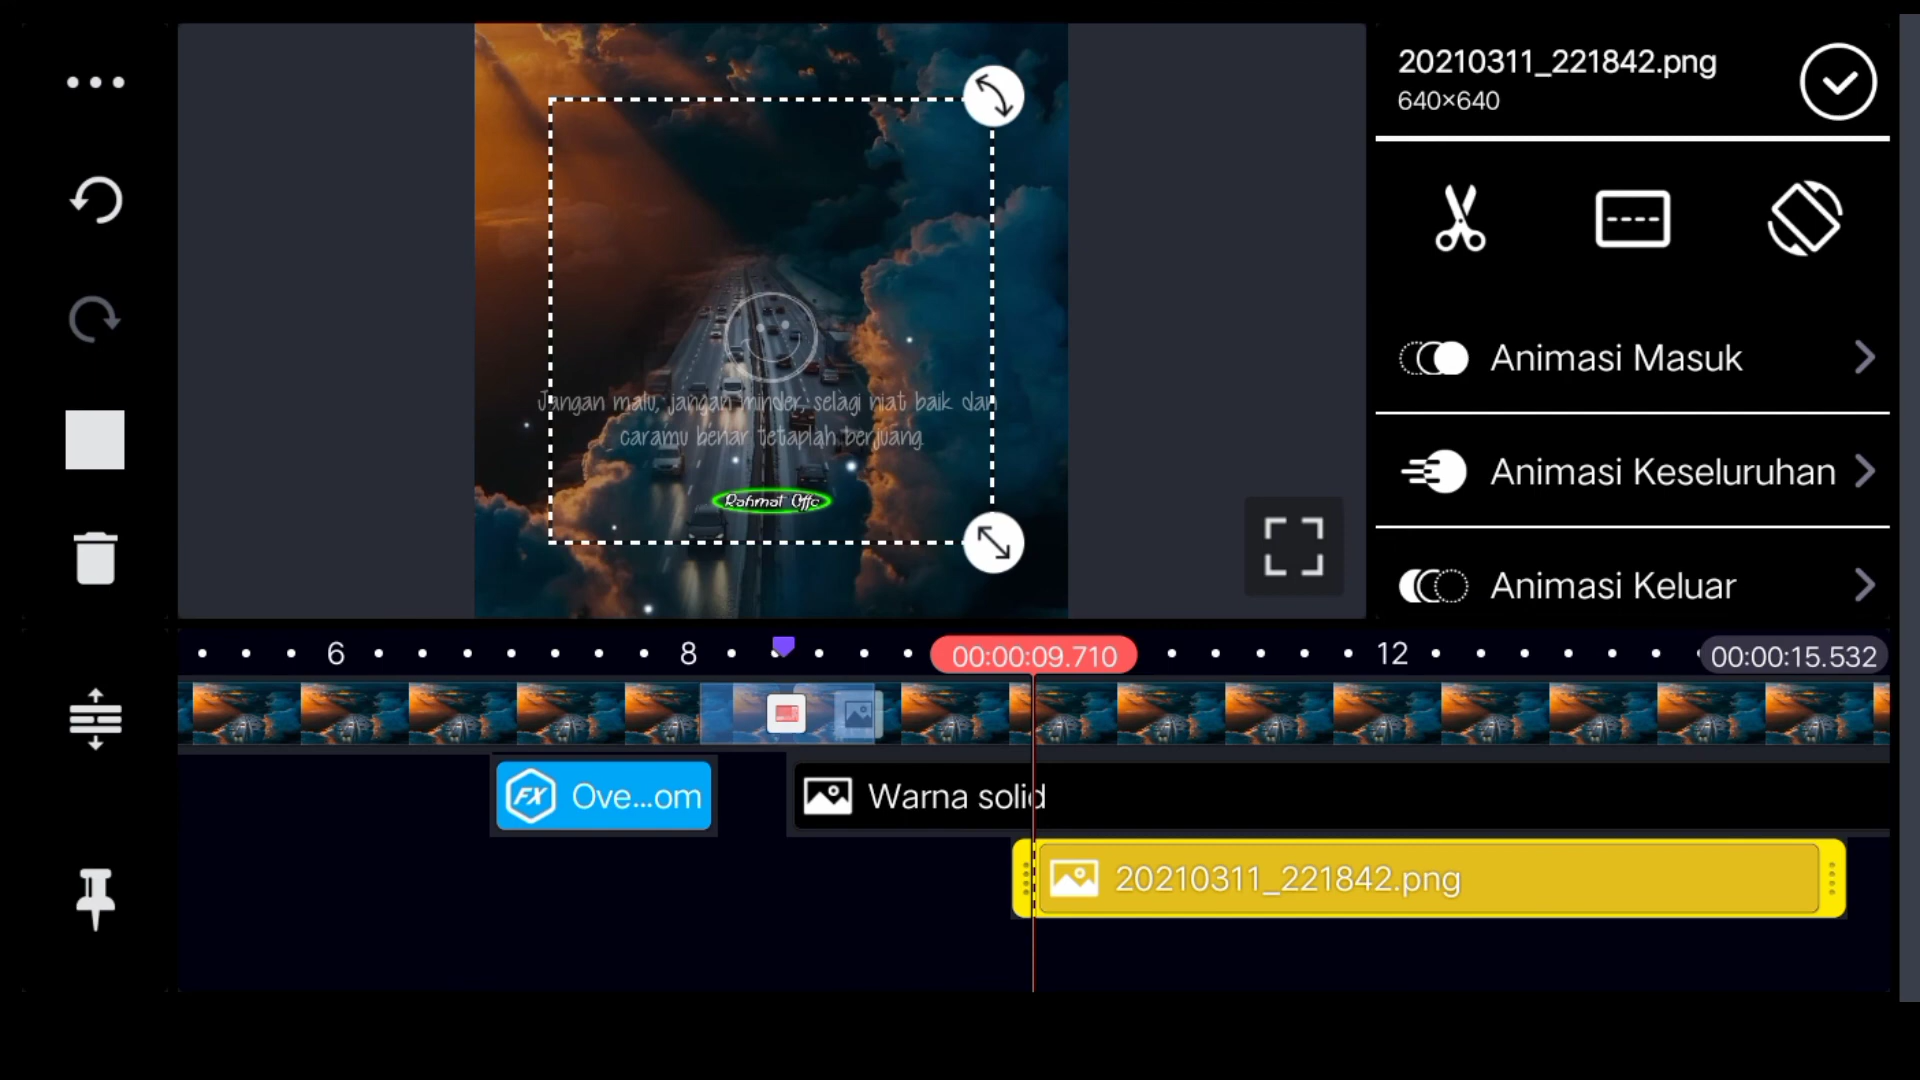 20210311_221842.png
640×640
Jangan malu, jangan minder, selagi niat baik dan
caramu benar tetaplah berjuang.
Rahmat Offc
Animasi Masuk
Animasi Keseluruhan
Animasi Keluar
6
8
00:00:09.710
12
00:00:15.532
FX
Ove...om
Warna solid
20210311_221842.png